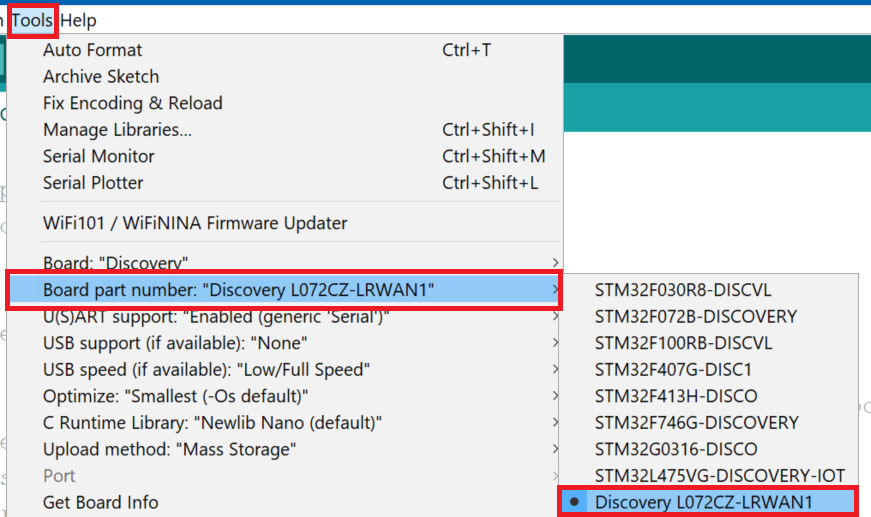 Tools Help
Auto Format Ctrl+T
Archive Sketch
Fix Encoding & Reload
Manage Libraries... Ctrl+Shift+I
Serial Monitor Ctrl+Shift+M
Serial Plotter Ctrl+Shift+L
WiFi101 / WiFiNINA Firmware Updater
Board: "Discovery"
Board part number: "Discovery L072CZ-LRWAN1"
U(S)ART support: "Enabled (generic 'Serial')"
USB support (if available): "None"
USB speed (if available): "Low/Full Speed"
Optimize: "Smallest (-Os default)"
C Runtime Library: "Newlib Nano (default)"
Upload method: "Mass Storage"
Port
Get Board Info
STM32F030R8-DISCVL
STM32F072B-DISCOVERY
STM32F100RB-DISCVL
STM32F407G-DISC1
STM32F413H-DISCO
STM32F746G-DISCOVERY
STM32G0316-DISCO
STM32L475VG-DISCOVERY-IOT
Discovery L072CZ-LRWAN1